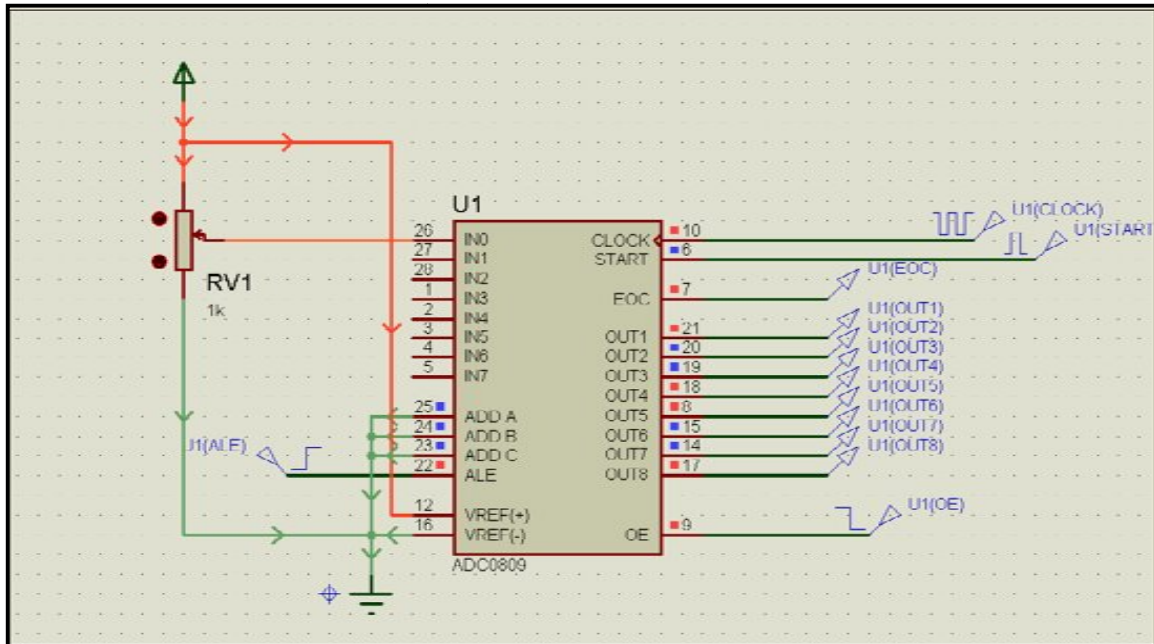 U1
RV1
1k
26 IN0
27 IN1
28 IN2
1 IN3
2 IN4
3 IN5
4 IN6
5 IN7
25 ADD A
24 ADD B
23 ADD C
22 ALE
12 VREF(+)
16 VREF(-)
CLOCK 10
START 6
EOC 7
OUT1 21
OUT2 20
OUT3 19
OUT4 18
OUT5 8
OUT6 15
OUT7 14
OUT8 17
OE 9
ADC0809
J1(ALE)
U1(CLOCK)
U1(START
U1(EOC)
U1(OUT1)
U1(OUT2)
U1(OUT3)
U1(OUT4)
U1(OUT5)
U1(OUT6)
U1(OUT7)
U1(OUT8)
U1(OE)